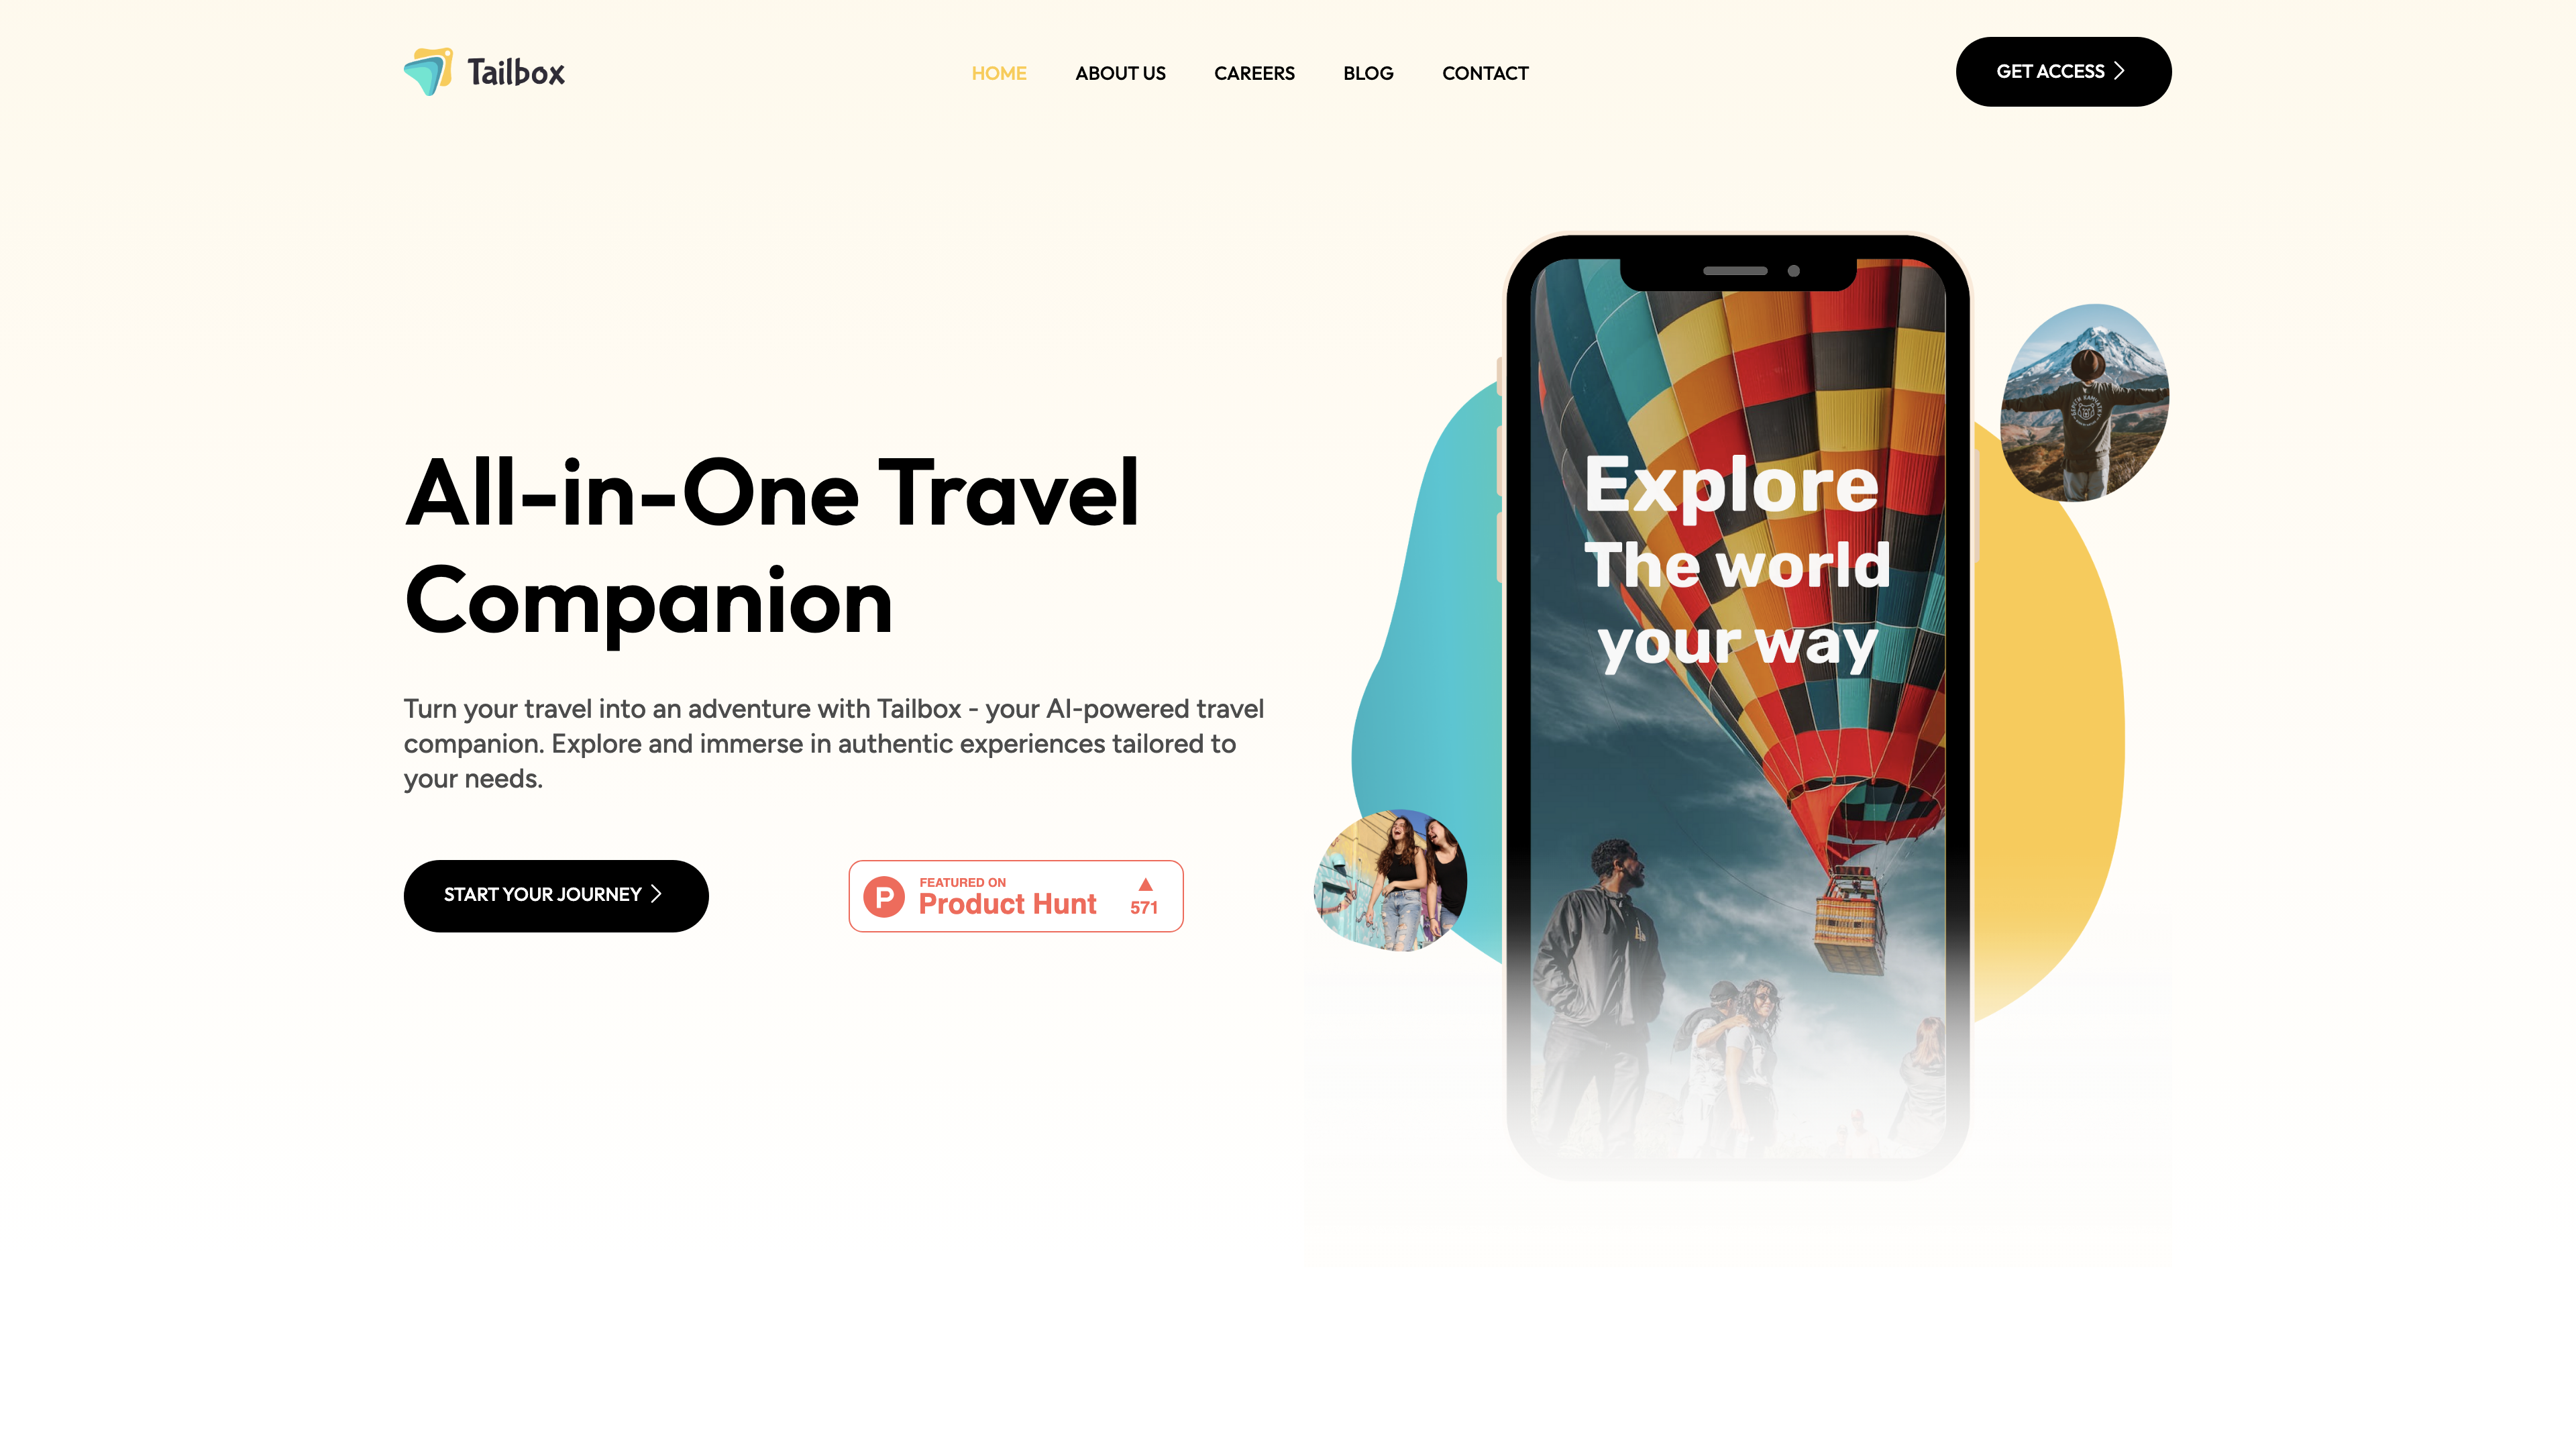 Tailbox
HOME
ABOUT US
CAREERS
BLOG
CONTACT
GET ACCESS
All-in-One Travel
Companion
Turn your travel into an adventure with Tailbox - your AI-powered travel
companion. Explore and immerse in authentic experiences tailored to
your needs.
START YOUR JOURNEY
P
FEATURED ON
Product Hunt
571
Explore
The world
your way